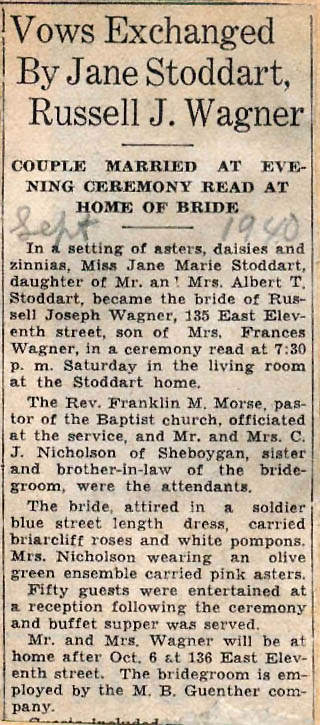 Vows Exchanged
By Jane Stoddart,
Russell J. Wagner
COUPLE MARRIED AT EVE-
NING CEREMONY READ AT
HOME OF BRIDE
Sept 1940
In a setting of asters, daisies and
zinnias, Miss Jane Marie Stoddart,
daughter of Mr. an' Mrs. Albert T.
Stoddart, became the bride of Rus-
sell Joseph Wagner, 135 East Elev-
enth street, son of Mrs. Frances
Wagner, in a ceremony read at 7:30
p. m. Saturday in the living room
at the Stoddart home.
The Rev. Franklin M. Morse, pas-
tor of the Baptist church, officiated
at the service, and Mr. and Mrs. C.
J. Nicholson of Sheboygan, sister
and brother-in-law of the bride-
groom, were the attendants.
The bride, attired in a soldier
blue street length dress, carried
briarcliff roses and white pompons.
Mrs. Nicholson wearing an olive
green ensemble carried pink asters.
Fifty guests were entertained at
a reception following the ceremony
and buffet supper was served.
Mr. and Mrs. Wagner will be at
home after Oct. 6 at 136 East Elev-
enth street. The bridegroom is em-
ployed by the M. B. Guenther com-
pany.